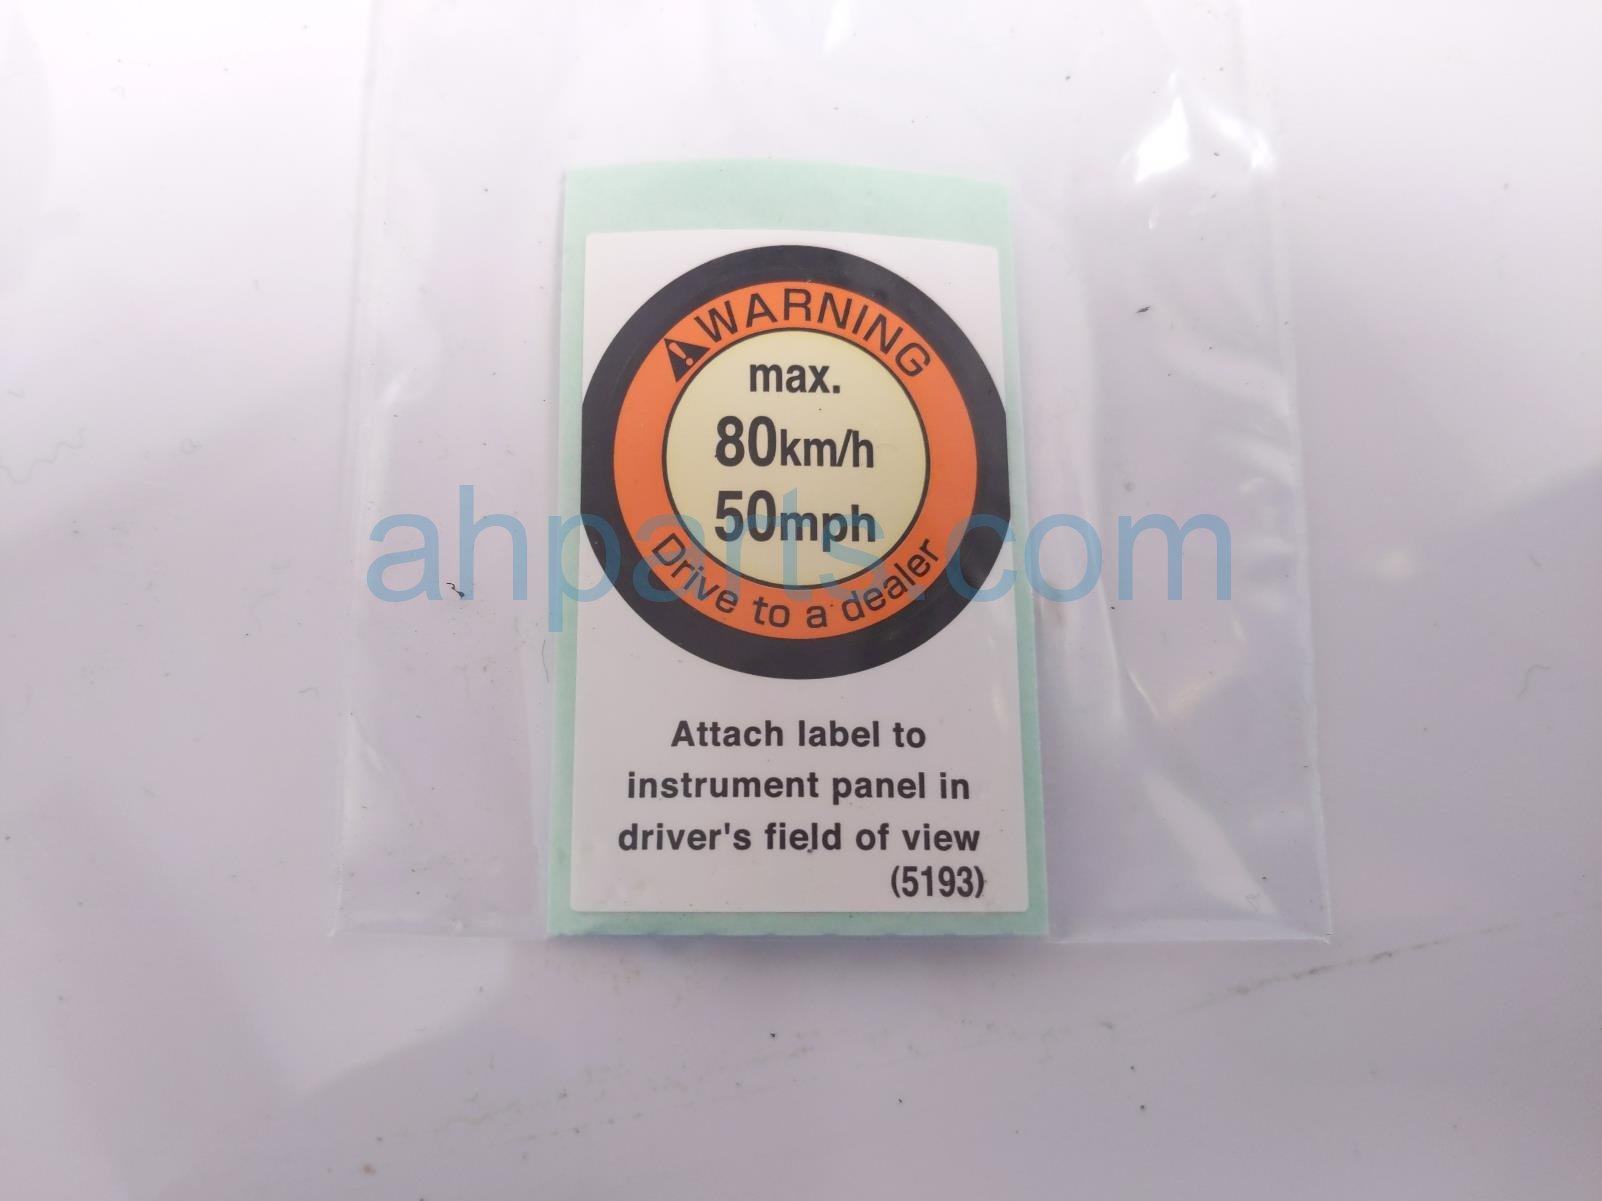 ⚠WARNING
max.
80km/h
50mph
Drive to a dealer
ahparts.com
Attach label to
instrument panel in
driver's field of view
(5193)